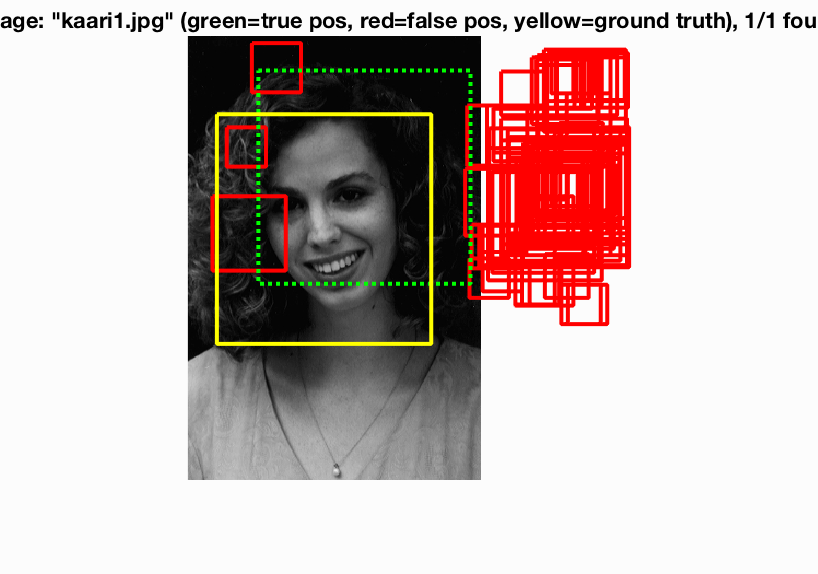 age: "kaari1.jpg" (green=true pos, red=false pos, yellow=ground truth), 1/1 fou